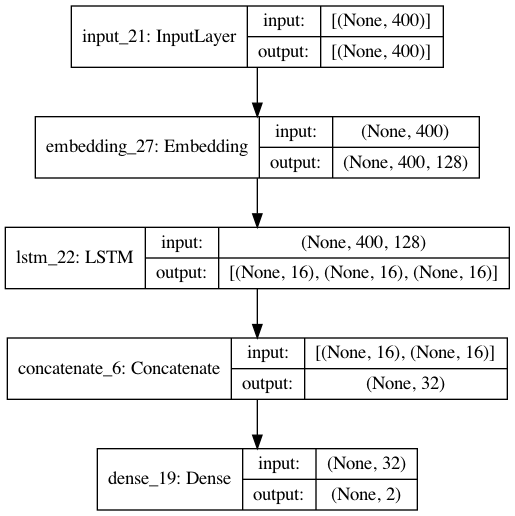 input_21: InputLayer
input: [(None, 400)]
output: [(None, 400)]
embedding_27: Embedding
input: (None, 400)
output: (None, 400, 128)
lstm_22: LSTM
input: (None, 400, 128)
output: [(None, 16), (None, 16), (None, 16)]
concatenate_6: Concatenate
input: [(None, 16), (None, 16)]
output: (None, 32)
dense_19: Dense
input: (None, 32)
output: (None, 2)